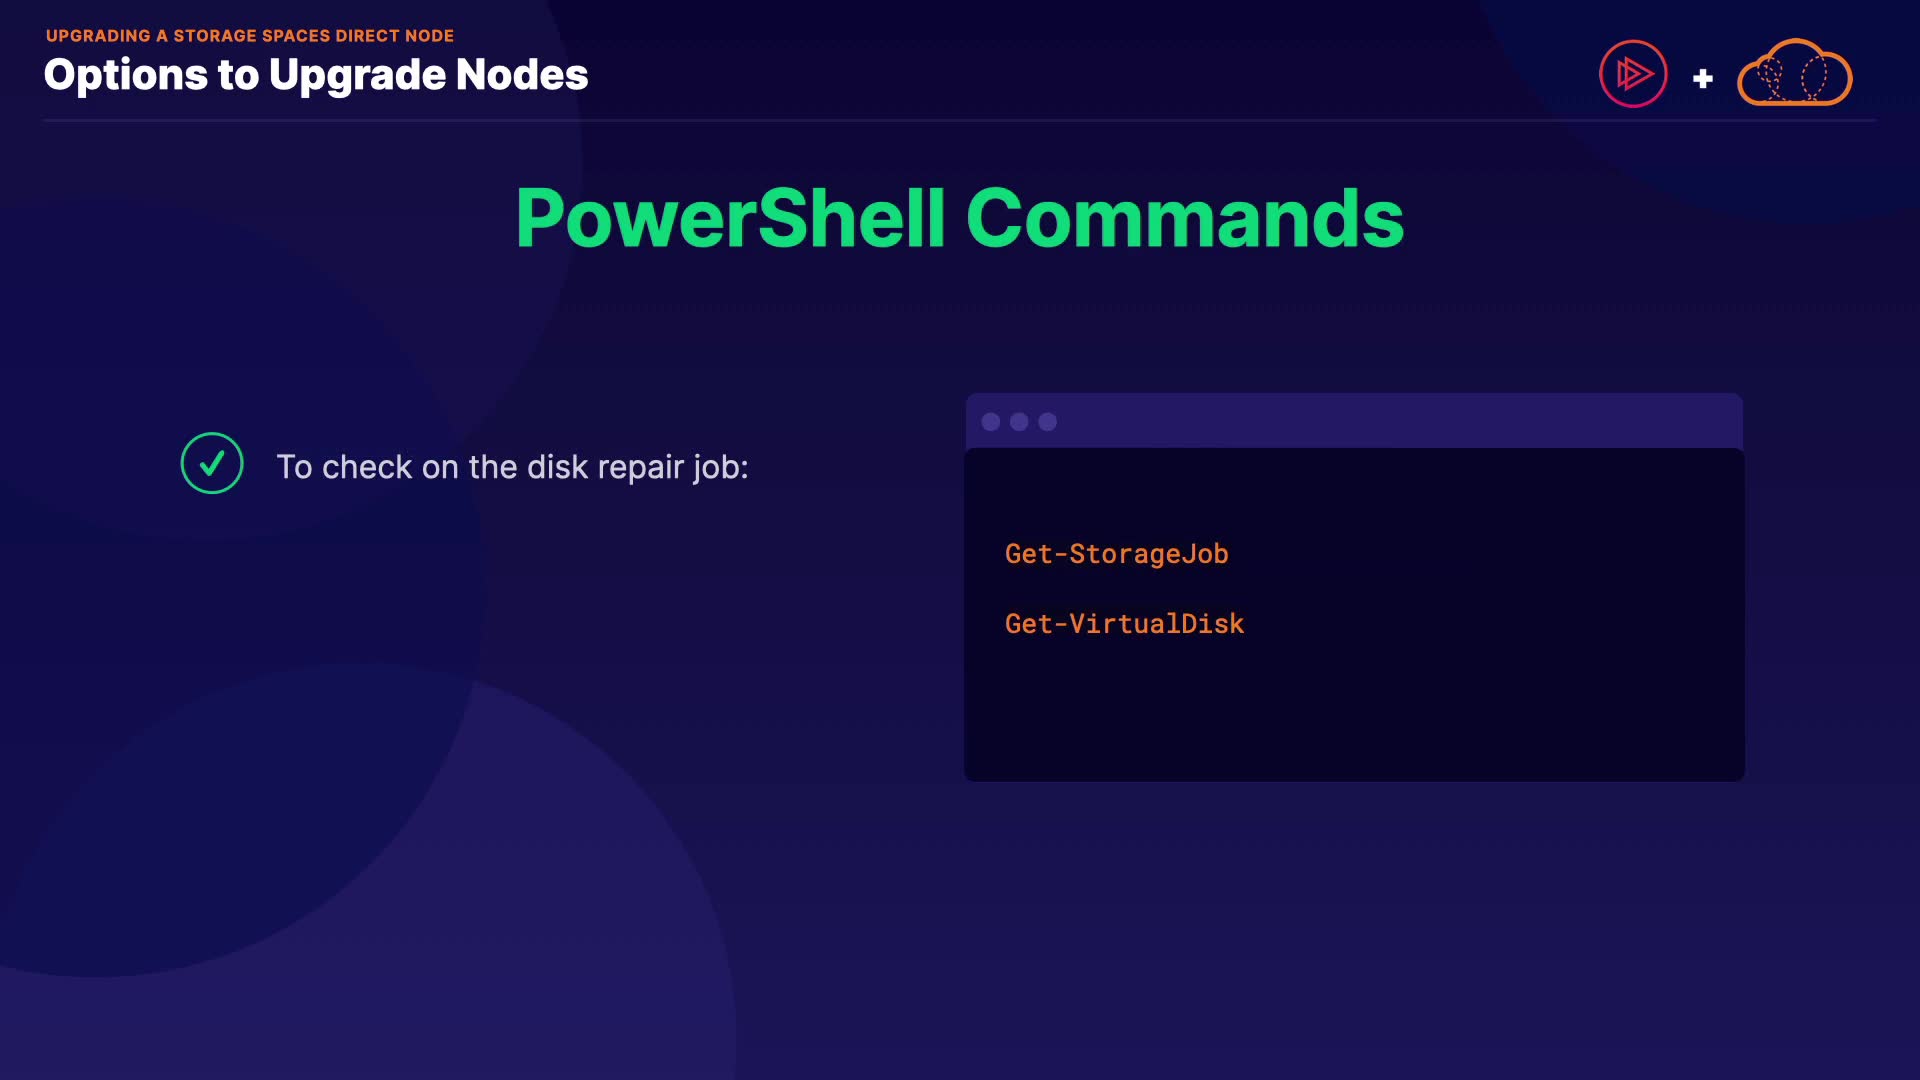 UPGRADING A STORAGE SPACES DIRECT NODE
Options to Upgrade Nodes
+
PowerShell Commands
To check on the disk repair job:
Get-StorageJob
Get-VirtualDisk